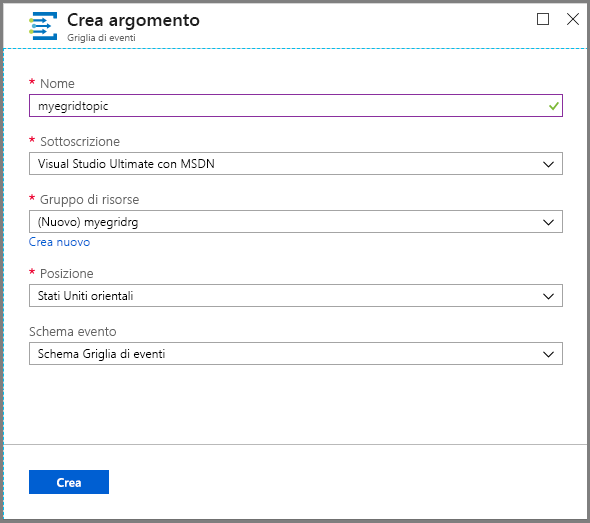 Crea argomento
Griglia di eventi
* Nome
myegridtopic
* Sottoscrizione
Visual Studio Ultimate con MSDN
* Gruppo di risorse
(Nuovo) myegridrg
Crea nuovo
* Posizione
Stati Uniti orientali
Schema evento
Schema Griglia di eventi
Crea